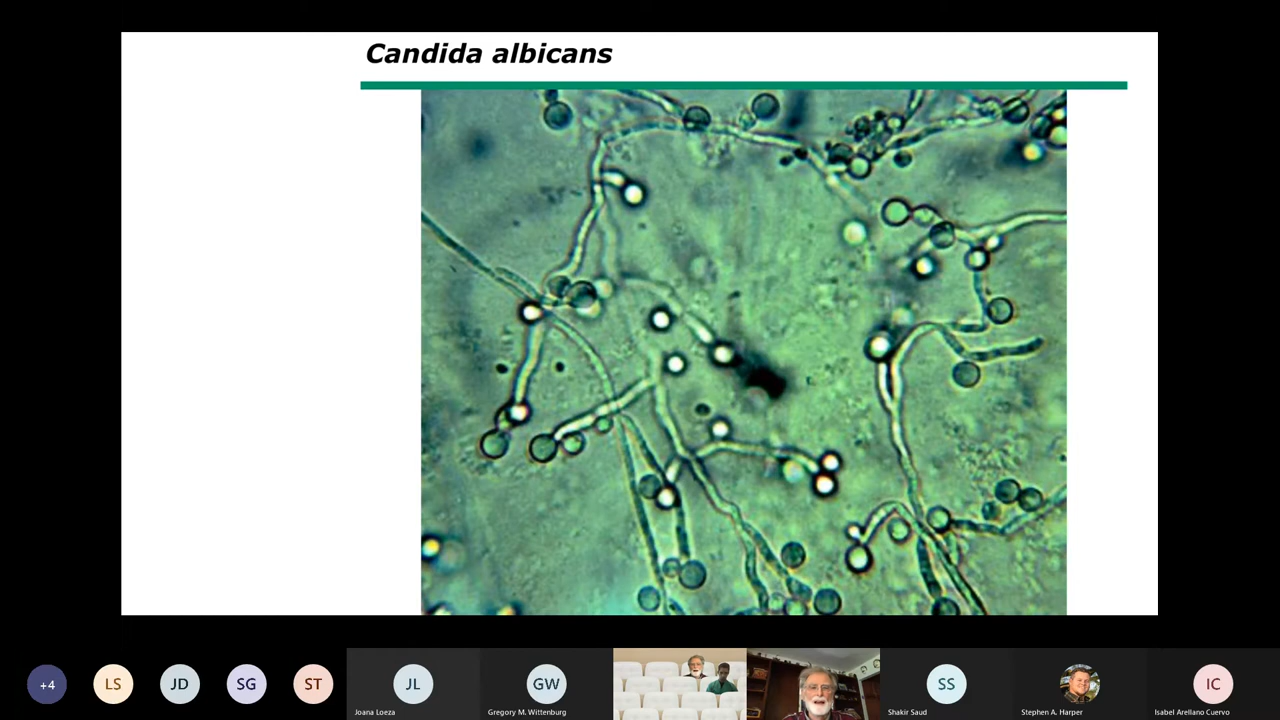 Candida albicans
+4
LS
JD
SG
ST
JL
GW
SS
IC
Joana Loeza
Gregory M. Wittenburg
Shakir Saud
Stephen A. Harper
Isabel Arellano Cuervo